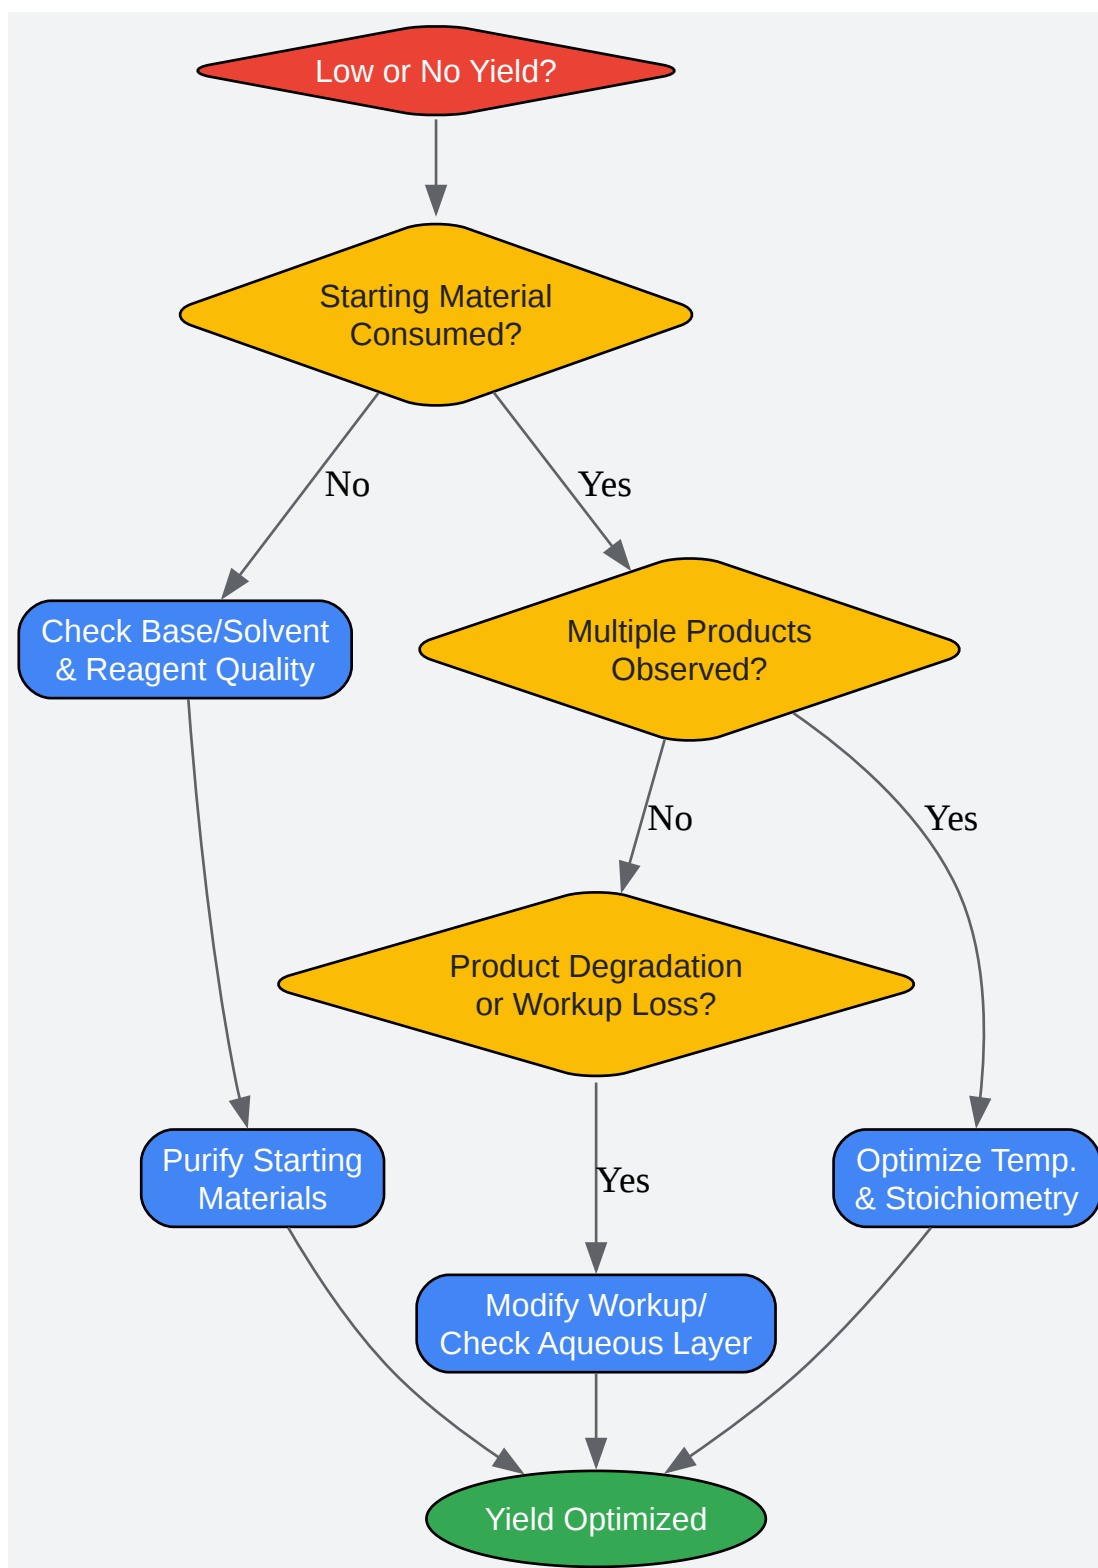 Low or No Yield?
Starting Material
Consumed?
No
Yes
Check Base/Solvent
& Reagent Quality
Multiple Products
Observed?
No
Yes
Product Degradation
or Workup Loss?
Purify Starting
Materials
Yes
Optimize Temp.
& Stoichiometry
Modify Workup/
Check Aqueous Layer
Yield Optimized